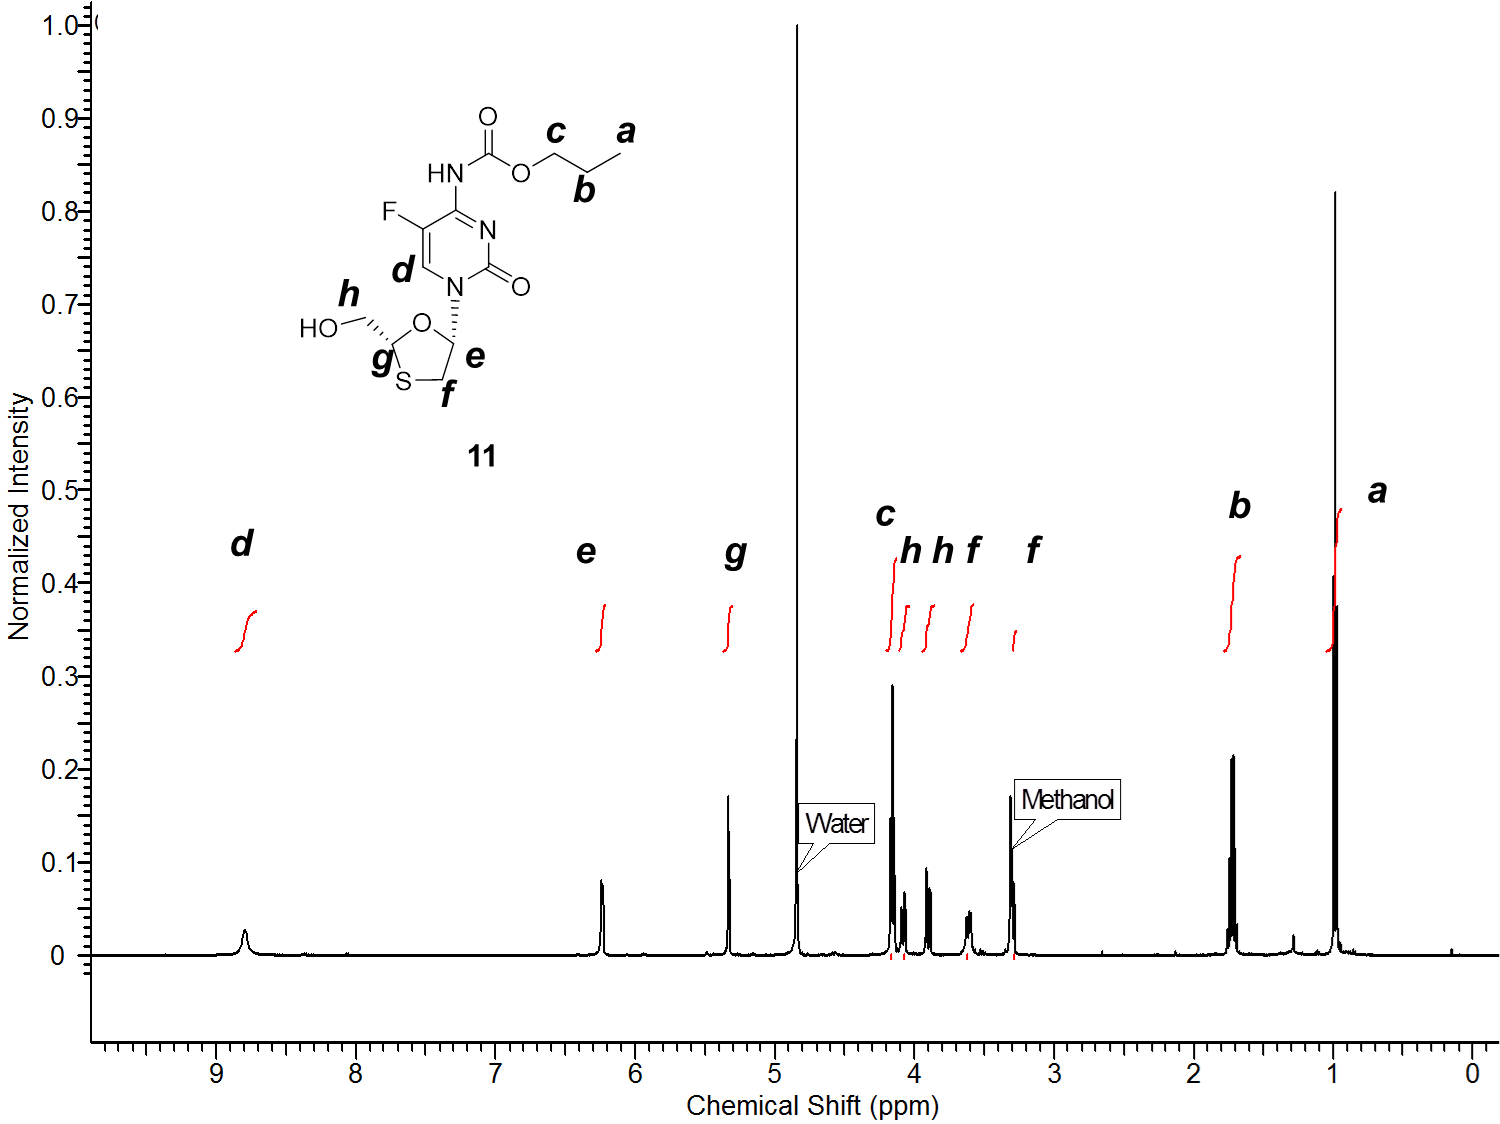 1.0
0.9
0.8
0.7
0.6
0.5
0.4
0.3
0.2
0.1
0
Normalized Intensity
O
c
a
HN
O
b
F
N
d
N
O
h
HO
O
g
e
S
f
11
d
e
g
c
h
h
f
f
b
a
Water
Methanol
9
8
7
6
5
4
3
2
1
0
Chemical Shift (ppm)